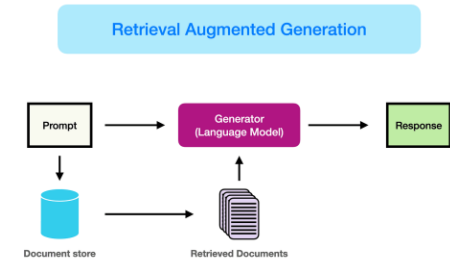 Retrieval Augmented Generation
Prompt
Generator
(Language Model)
Response
Document store
Retrieved Documents